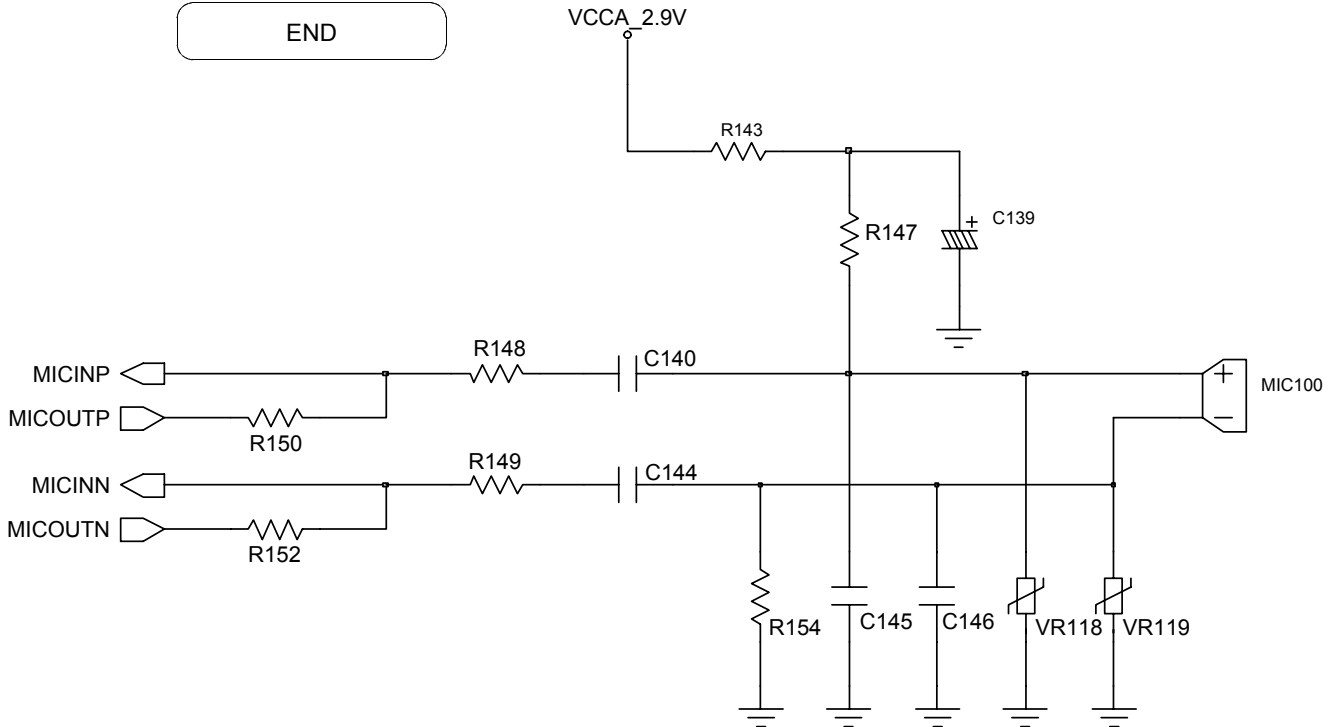 END
VCCA_2.9V
R143
R147
+
C139
R148
C140
MICINP
+
MIC100
MICOUTP
−
R150
R149
C144
MICINN
MICOUTN
R152
R154
C145
C146
VR118
VR119